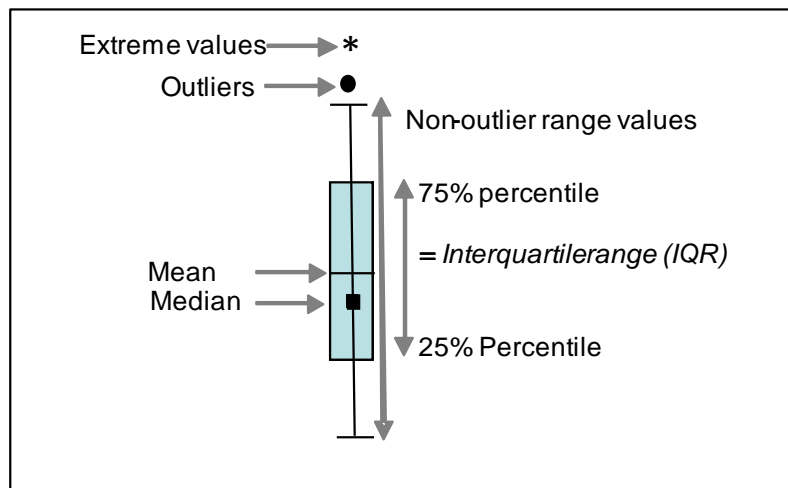 Extreme values
*
Outliers
Non-outlier range values
75% percentile
= Interquartilerange (IQR)
Mean
Median
25% Percentile